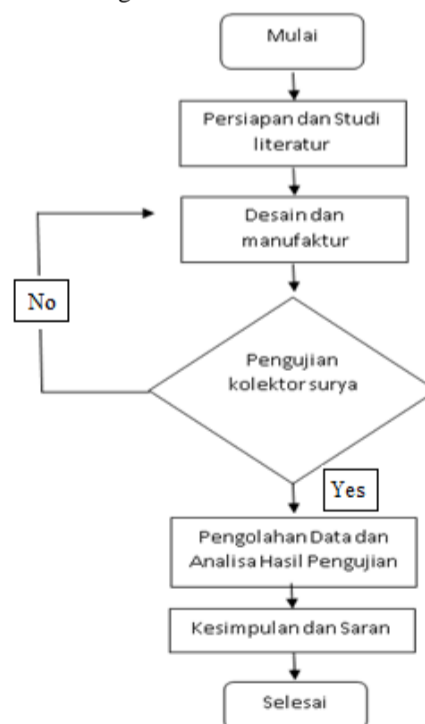 Mulai
Persiapan dan Studi
literatur
Desain dan
manufaktur
No
Pengujian
kolektor surya
Yes
Pengolahan Data dan
Analisa Hasil Pengujian
Kesimpulan dan Saran
Selesai